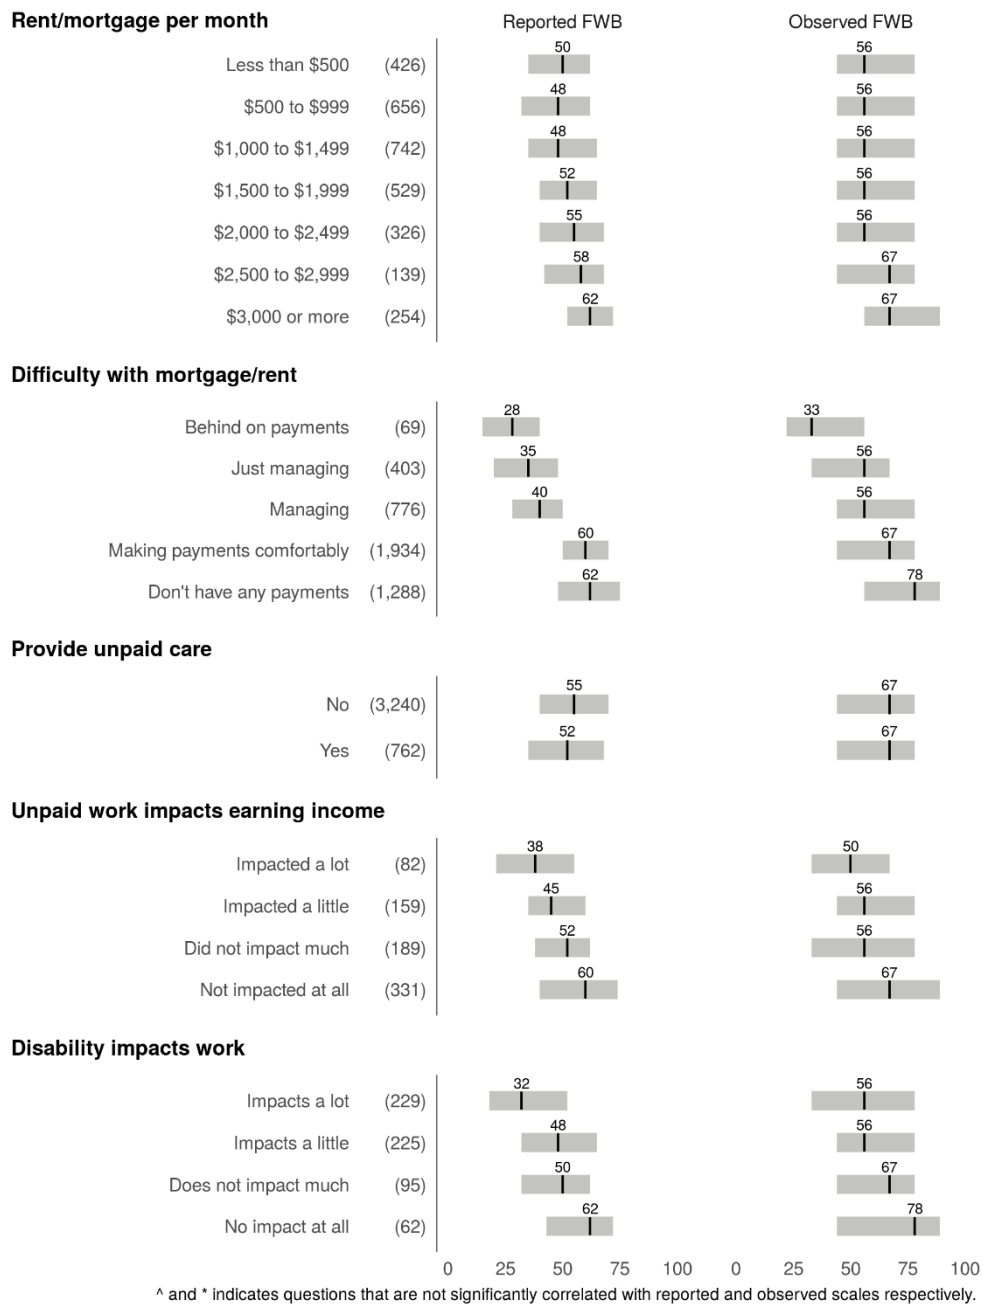 Rent/mortgage per month Reported FWB Observed FWB
Less than $500 (426) 50 56
$500 to $999 (656) 48 56
$1,000 to $1,499 (742) 48 56
$1,500 to $1,999 (529) 52 56
$2,000 to $2,499 (326) 55 56
$2,500 to $2,999 (139) 58 67
$3,000 or more (254) 62 67
Difficulty with mortgage/rent
Behind on payments (69) 28 33
Just managing (403) 35 56
Managing (776) 40 56
Making payments comfortably (1,934) 60 67
Don't have any payments (1,288) 62 78
Provide unpaid care
No (3,240) 55 67
Yes (762) 52 67
Unpaid work impacts earning income
Impacted a lot (82) 38 50
Impacted a little (159) 45 56
Did not impact much (189) 52 56
Not impacted at all (331) 60 67
Disability impacts work
Impacts a lot (229) 32 56
Impacts a little (225) 48 56
Does not impact much (95) 50 67
No impact at all (62) 62 78
0 25 50 75 100 0 25 50 75 100
^ and * indicates questions that are not significantly correlated with reported and observed scales respectively.